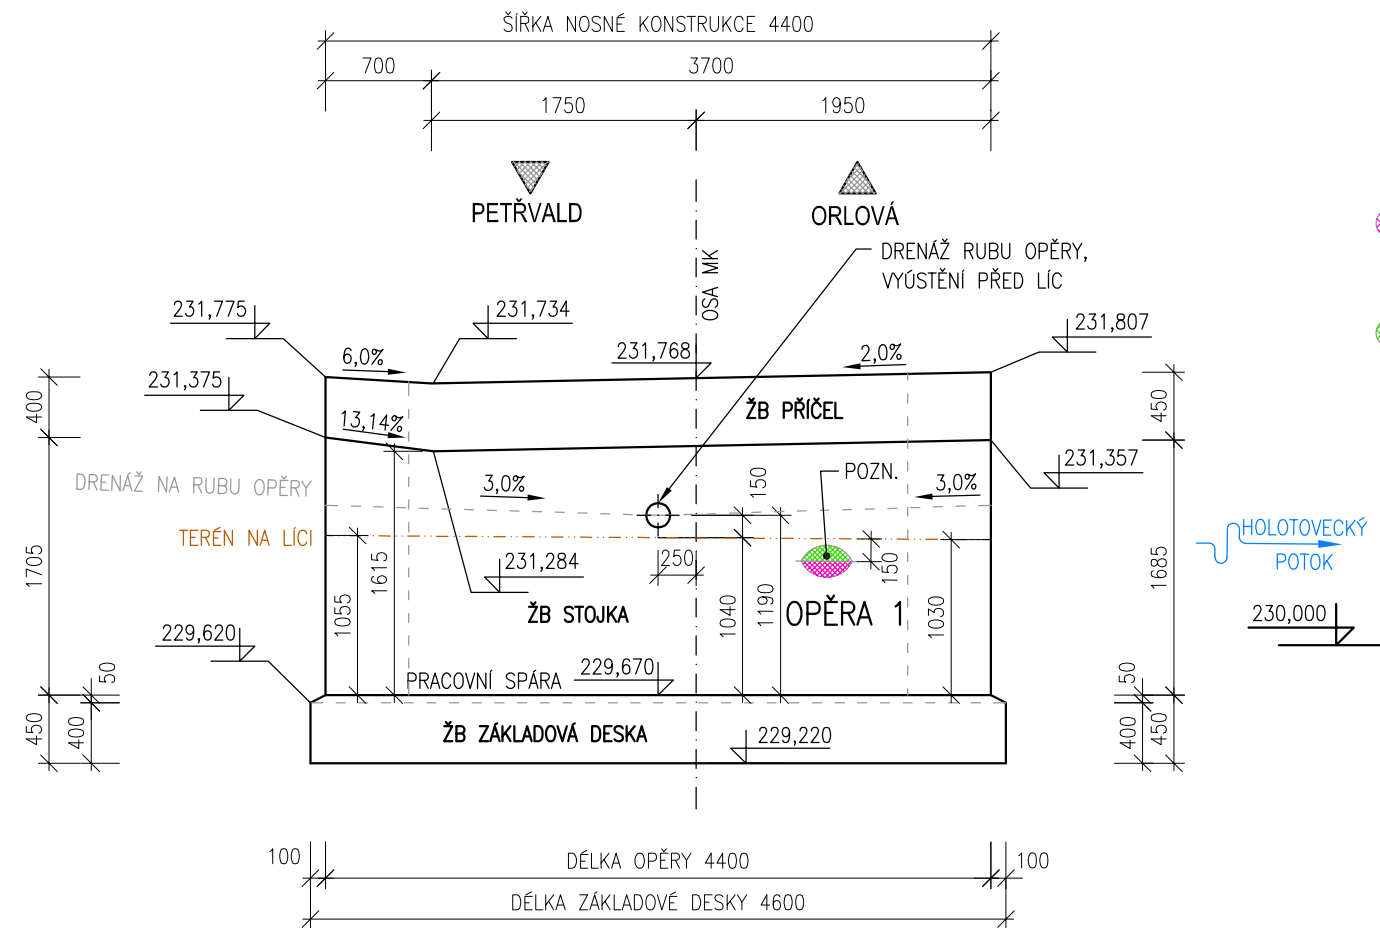 ŠÍŘKA NOSNÉ KONSTRUKCE 4400
700
3700
1750
1950
PETŘVALD
ORLOVÁ
DRENÁŽ RUBU OPĚRY,
VYÚSTĚNÍ PŘED LÍC
OSA MK
231,775
231,734
231,768
231,807
6,0%
2,0%
231,375
400
13,14%
ŽB PŘÍČEL
450
231,357
DRENÁŽ NA RUBU OPĚRY
3,0%
150
POZN.
3,0%
TERÉN NA LÍCI
HOLOTOVECKÝ
POTOK
1705
1615
231,284
250
150
1685
1055
ŽB STOJKA
1040
1190
OPĚRA 1
1030
230,000
229,620
50
PRACOVNÍ SPÁRA
229,670
50
450
400
ŽB ZÁKLADOVÁ DESKA
229,220
400
450
100
DÉLKA OPĚRY 4400
100
DÉLKA ZÁKLADOVÉ DESKY 4600